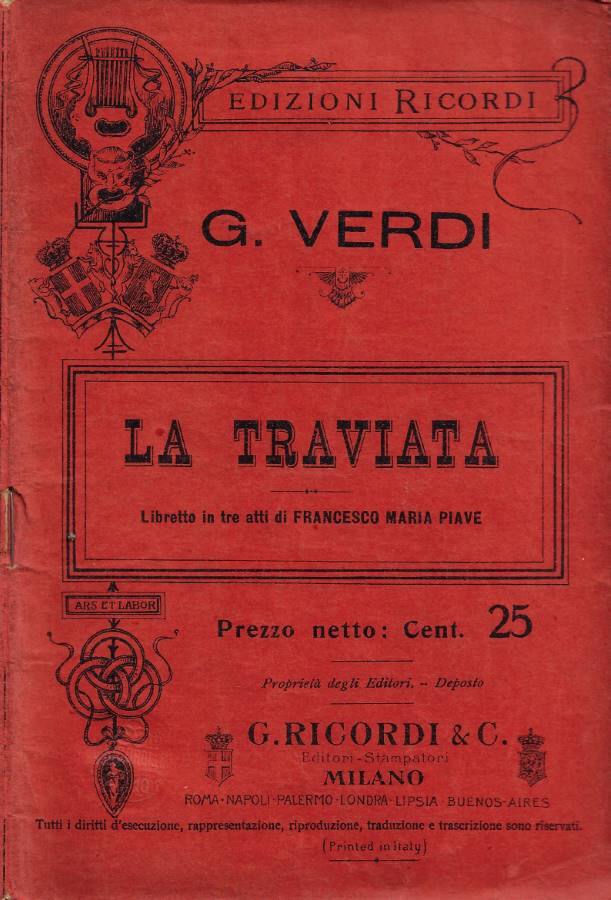 EDIZIONI RICORDI
G. VERDI
LA TRAVIATA
Libretto in tre atti di FRANCESCO MARIA PIAVE
ARS ET LABOR
Prezzo netto: Cent. 25
Proprietà degli Editori. - Deposto
G. RICORDI & C.
Editori-Stampatori
MILANO
ROMA-NAPOLI-PALERMO-LONDRA-LIPSIA-BUENOS-AIRES
Tutti i diritti d'esecuzione, rappresentazione, riproduzione, traduzione e trascrizione sono riservati.
(Printed in Italy)